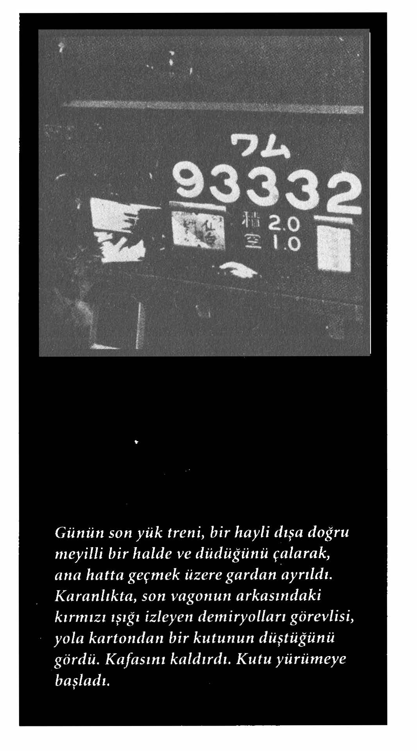 ワム
93332
積 2.0
空 1.0
Günün son yük treni, bir hayli dışa doğru
meyilli bir halde ve düdüğünü çalarak,
ana hatta geçmek üzere gardan ayrıldı.
Karanlıkta, son vagonun arkasındaki
kırmızı ışığı izleyen demiryolları görevlisi,
yola kartondan bir kutunun düştüğünü
gördü. Kafasını kaldırdı. Kutu yürümeye
başladı.